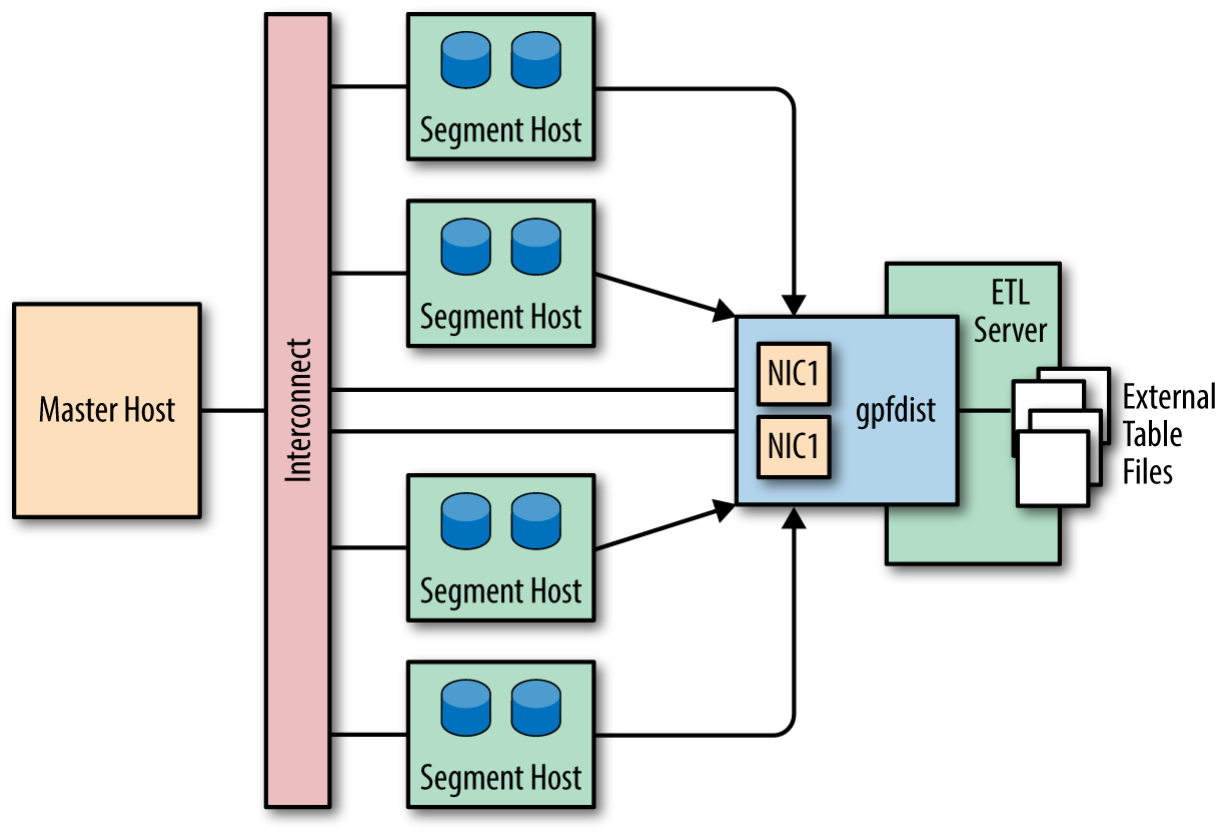 Master Host
Interconnect
Segment Host
Segment Host
Segment Host
Segment Host
NIC1
NIC1
gpfdist
ETL
Server
External
Table
Files